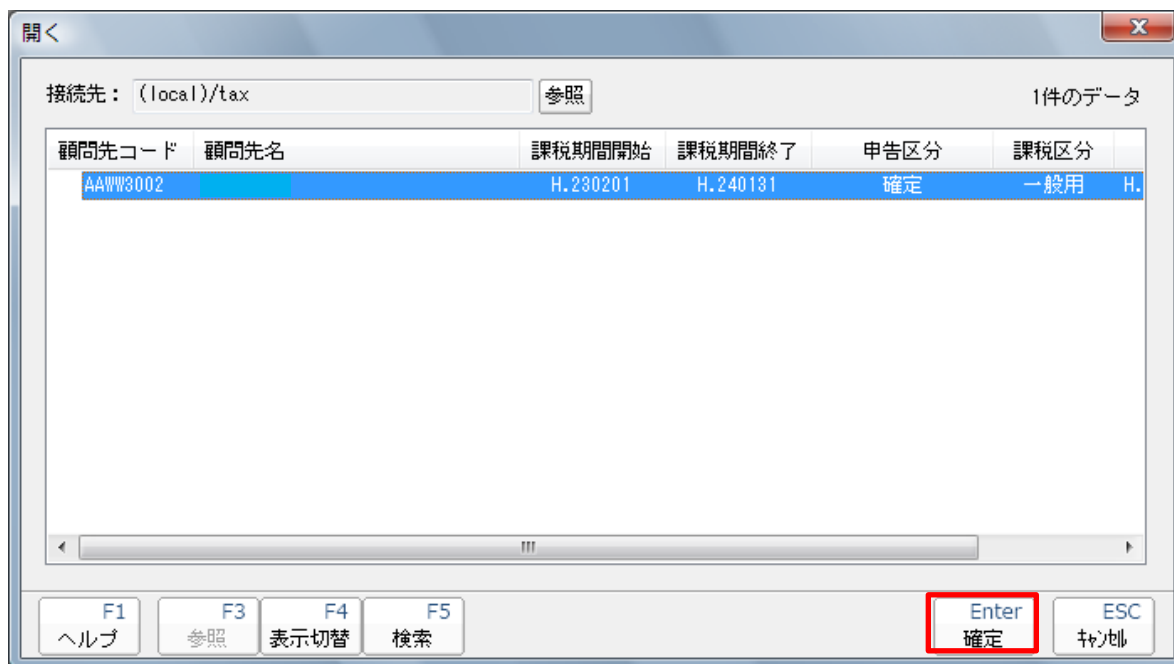 開く
接続先： (local)/tax 参照 1件のデータ
顧問先コード 顧問先名 課税期間開始 課税期間終了 申告区分 課税区分
AAWW3002 H.230201 H.240131 確定 一般用 H.
F1 F3 F4 F5 Enter ESC
ヘルプ 参照 表示切替 検索 確定 ｷｬﾝｾﾙ